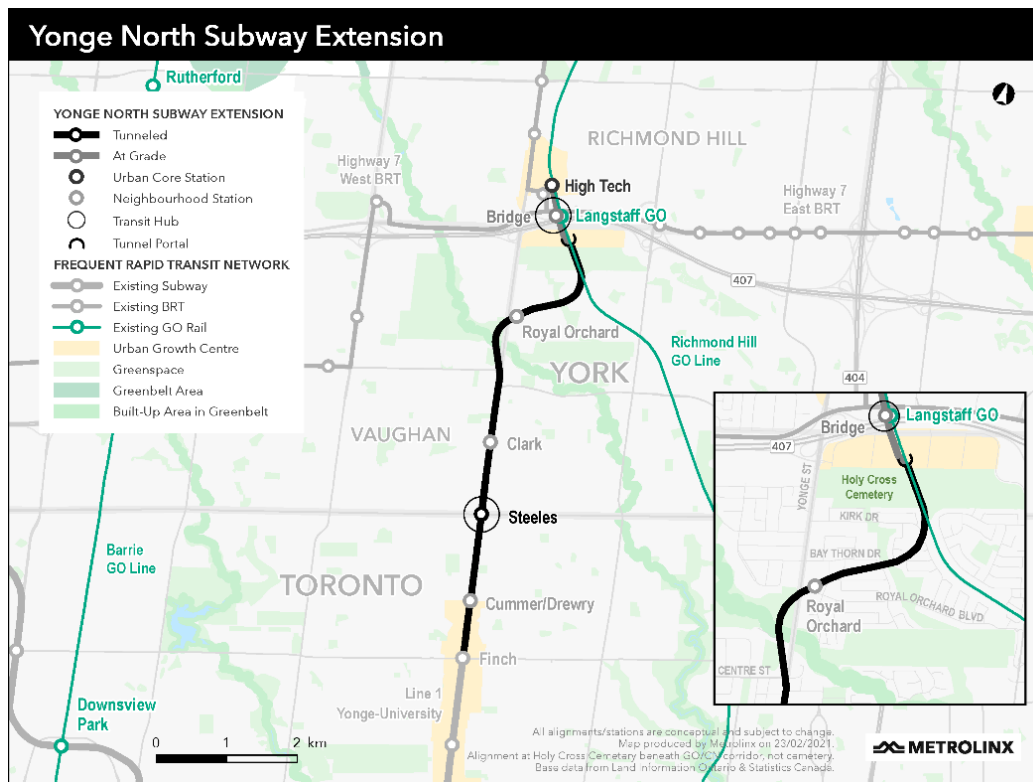 Yonge North Subway Extension
Rutherford
YONGE NORTH SUBWAY EXTENSION
Tunneled
At Grade
Urban Core Station
Neighbourhood Station
Transit Hub
Tunnel Portal
FREQUENT RAPID TRANSIT NETWORK
Existing Subway
Existing BRT
Existing GO Rail
Urban Growth Centre
Greenspace
Greenbelt Area
Built-Up Area in Greenbelt
RICHMOND HILL
Highway 7
West BRT
High Tech
Highway 7
East BRT
Bridge
Langstaff GO
407
Royal Orchard
Richmond Hill
GO Line
YORK
404
VAUGHAN
Clark
Steeles
Barrie
GO Line
TORONTO
Cummer/Drewry
Finch
Line 1
Yonge-University
Downsview
Park
0 1 2 km
Langstaff GO
Bridge
407
YONGE ST
Holy Cross
Cemetery
KIRK DR
BAY THORN DR
ROYAL ORCHARD BLVD
Royal
Orchard
CENTRE ST
All alignments/stations are conceptual and subject to change.
Map produced by Metrolinx on 23/02/2021.
Alignment at Holy Cross Cemetery beneath GO/CN corridor, not cemetery.
Base data from Land Information Ontario & Statistics Canada.
METROLINX